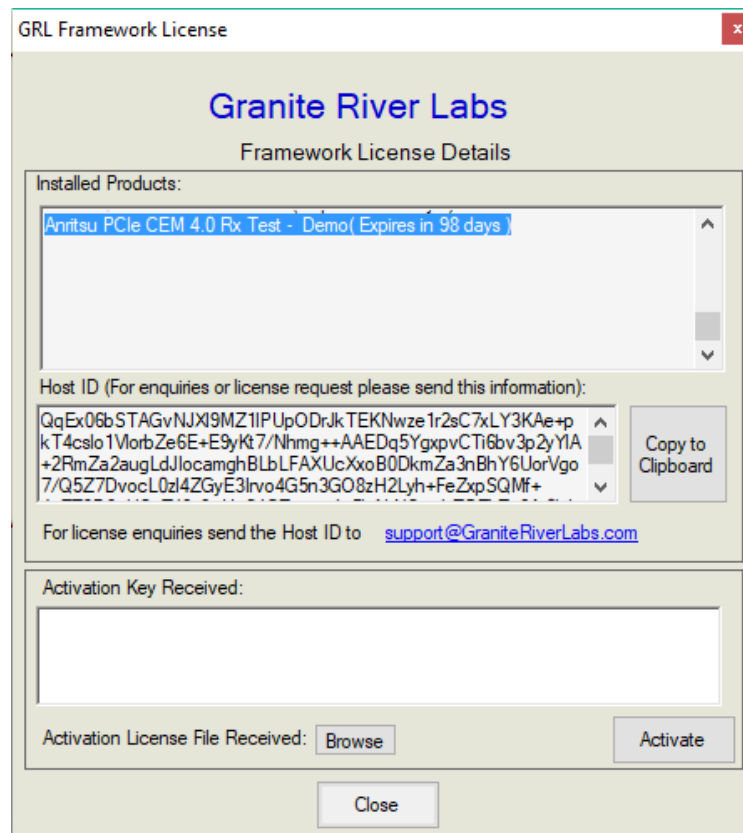 GRL Framework License
x
Granite River Labs
Framework License Details
Installed Products:
Anritsu PCIe CEM 4.0 Rx Test -  Demo( Expires in 98 days )
Host ID (For enquiries or license request please send this information):
QqEx06bSTAGvNJXI9MZ1IPUpODrJkTEKNwze1r2sC7xLY3KAe+p
kT4cslo1VlorbZe6E+E9yKt7/Nhmg++AAEDq5YgxpvCTi6bv3p2yYlA
+2RmZa2augLdJlocamghBLbLFAXUcXxoB0DkmZa3nBhY6UorVgo
7/Q5Z7DvocL0zI4ZGyE3Irvo4G5n3GO8zH2Lyh+FeZxpSQMf+
Copy to
Clipboard
For license enquiries send the Host ID to support@GraniteRiverLabs.com
Activation Key Received:
Activation License File Received:
Browse
Activate
Close